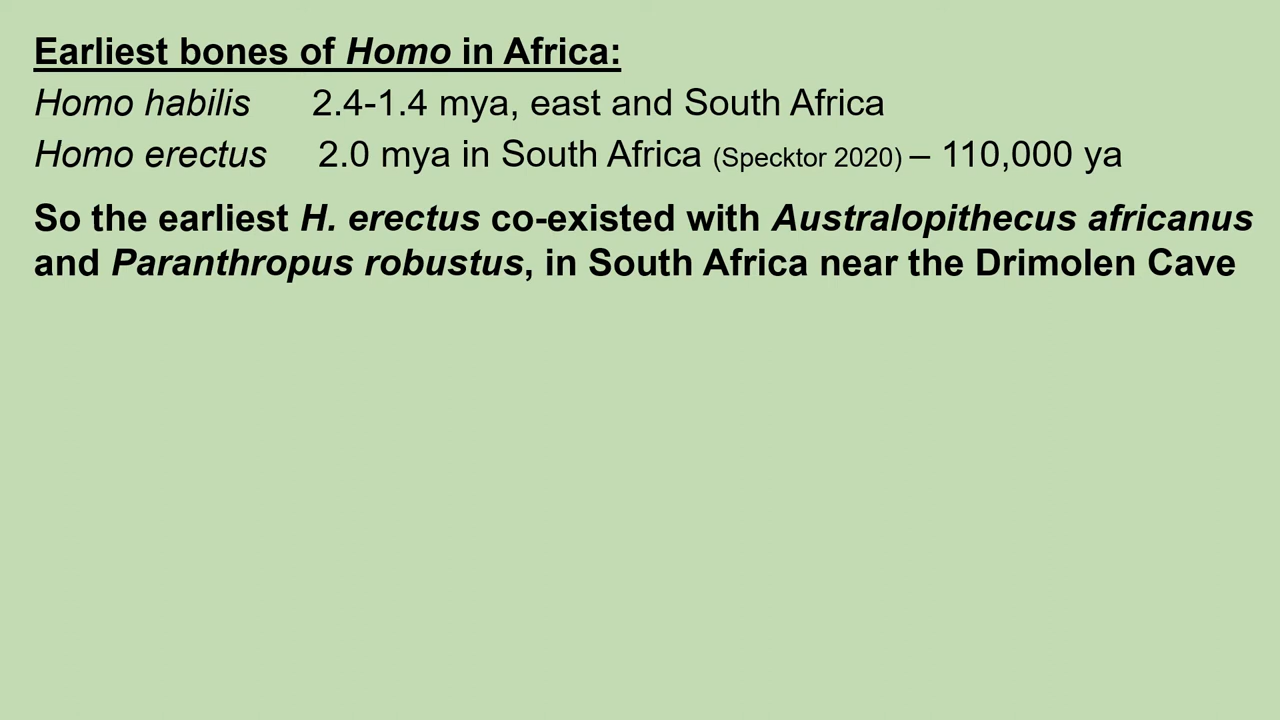 Earliest bones of Homo in Africa:
Homo habilis 2.4-1.4 mya, east and South Africa
Homo erectus 2.0 mya in South Africa (Specktor 2020) – 110,000 ya
So the earliest H. erectus co-existed with Australopithecus africanus
and Paranthropus robustus, in South Africa near the Drimolen Cave